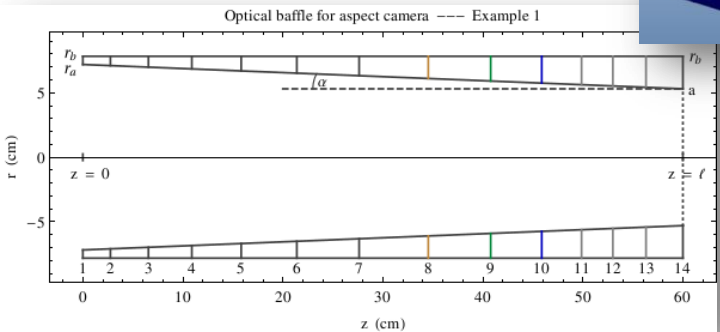 Optical baffle for aspect camera --- Example 1
r_b
r_b
r_a
α
a
5
r (cm)
0
z = 0
z = ℓ
−5
1 2 3 4 5 6 7 8 9 10 11 12 13 14
0 10 20 30 40 50 60
z (cm)